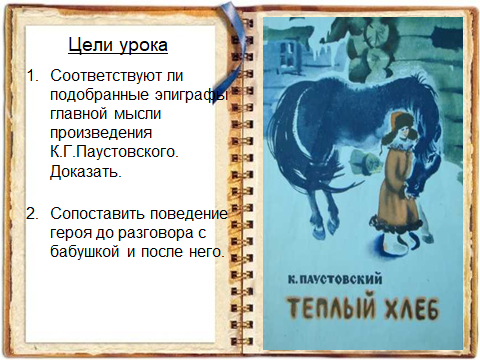 Цели урока
1. Соответствуют ли
подобранные эпиграфы
главной мысли
произведения
К.Г.Паустовского.
Доказать.
2. Сопоставить поведение
героя до разговора с
бабушкой и после него.
К. ПАУСТОВСКИЙ
ТЕПЛЫЙ ХЛЕБ